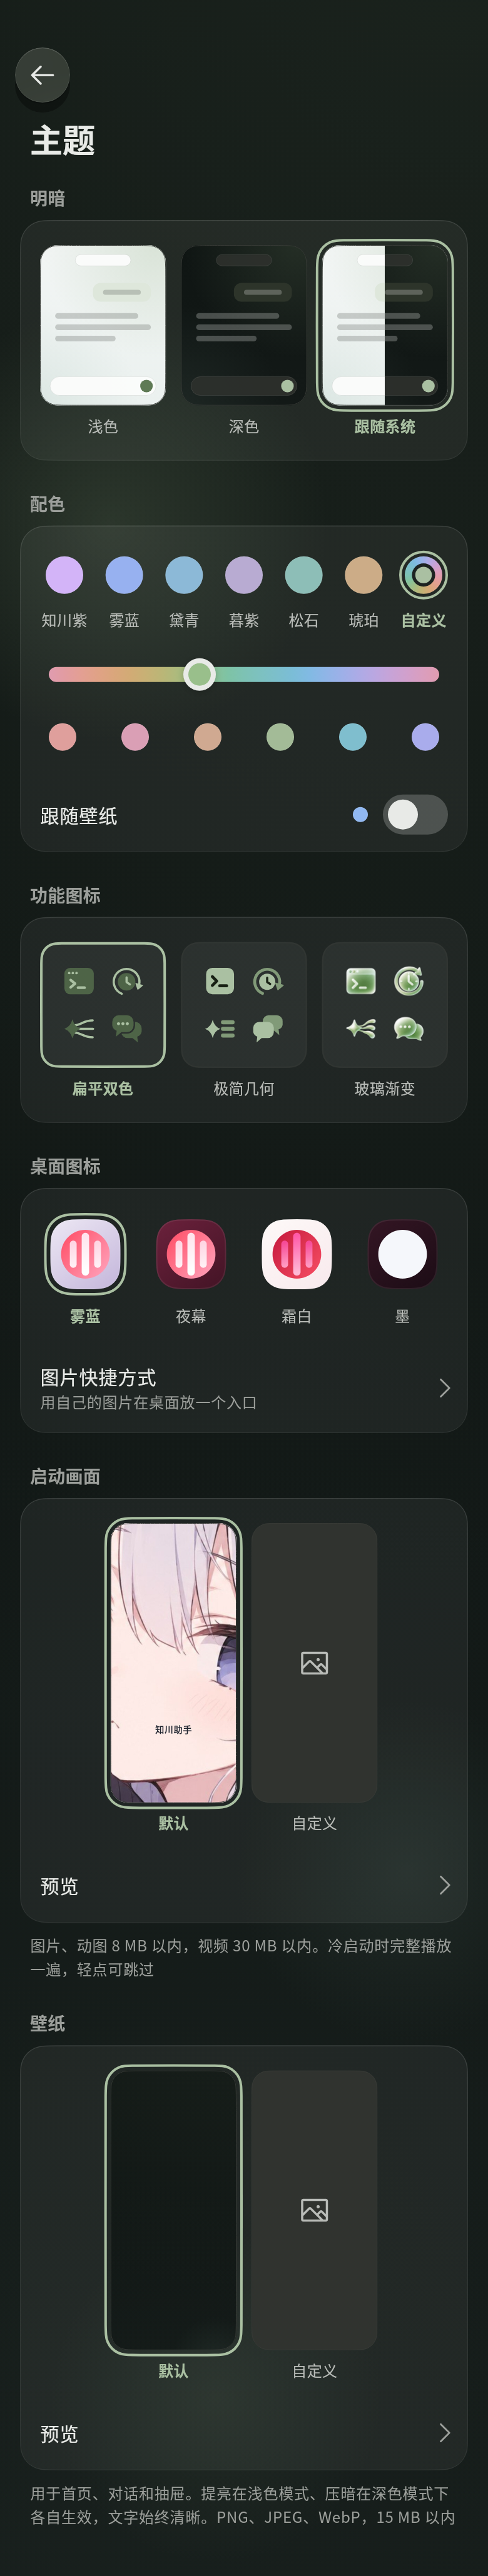 主题
明暗
浅色
深色
跟随系统
配色
知川紫
雾蓝
黛青
暮紫
松石
琥珀
自定义
跟随壁纸
功能图标
扁平双色
极简几何
玻璃渐变
桌面图标
雾蓝
夜幕
霜白
墨
图片快捷方式
用自己的图片在桌面放一个入口
启动画面
知川助手
默认
自定义
预览
图片、动图 8 MB 以内，视频 30 MB 以内。冷启动时完整播放
一遍，轻点可跳过
壁纸
默认
自定义
预览
用于首页、对话和抽屉。提亮在浅色模式、压暗在深色模式下
各自生效，文字始终清晰。PNG、JPEG、WebP，15 MB 以内